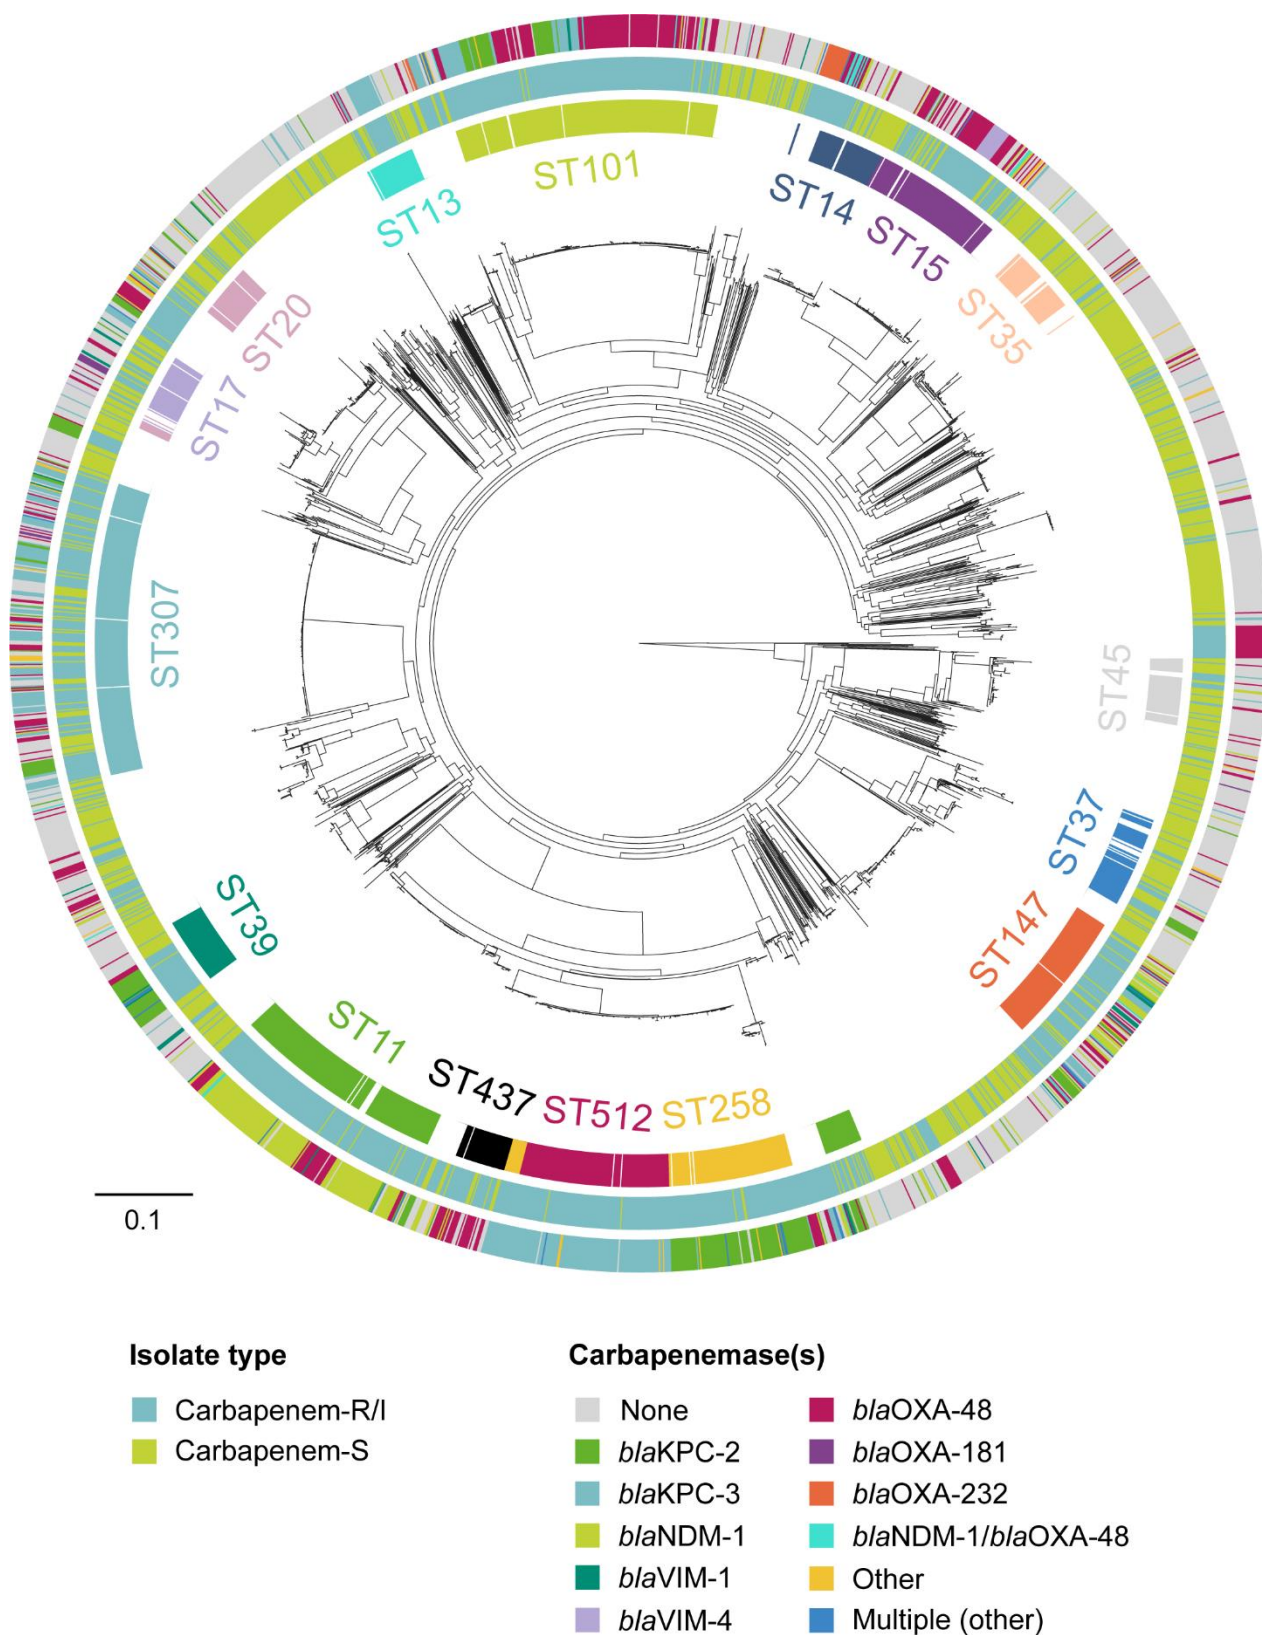 ST101
ST13
ST14
ST15
ST35
ST20
ST17
ST307
ST45
ST37
ST147
ST39
ST11
ST437
ST512
ST258
0.1
Isolate type
Carbapenem-R/I
Carbapenem-S
Carbapenemase(s)
None
blaKPC-2
blaKPC-3
blaNDM-1
blaVIM-1
blaVIM-4
blaOXA-48
blaOXA-181
blaOXA-232
blaNDM-1/blaOXA-48
Other
Multiple (other)